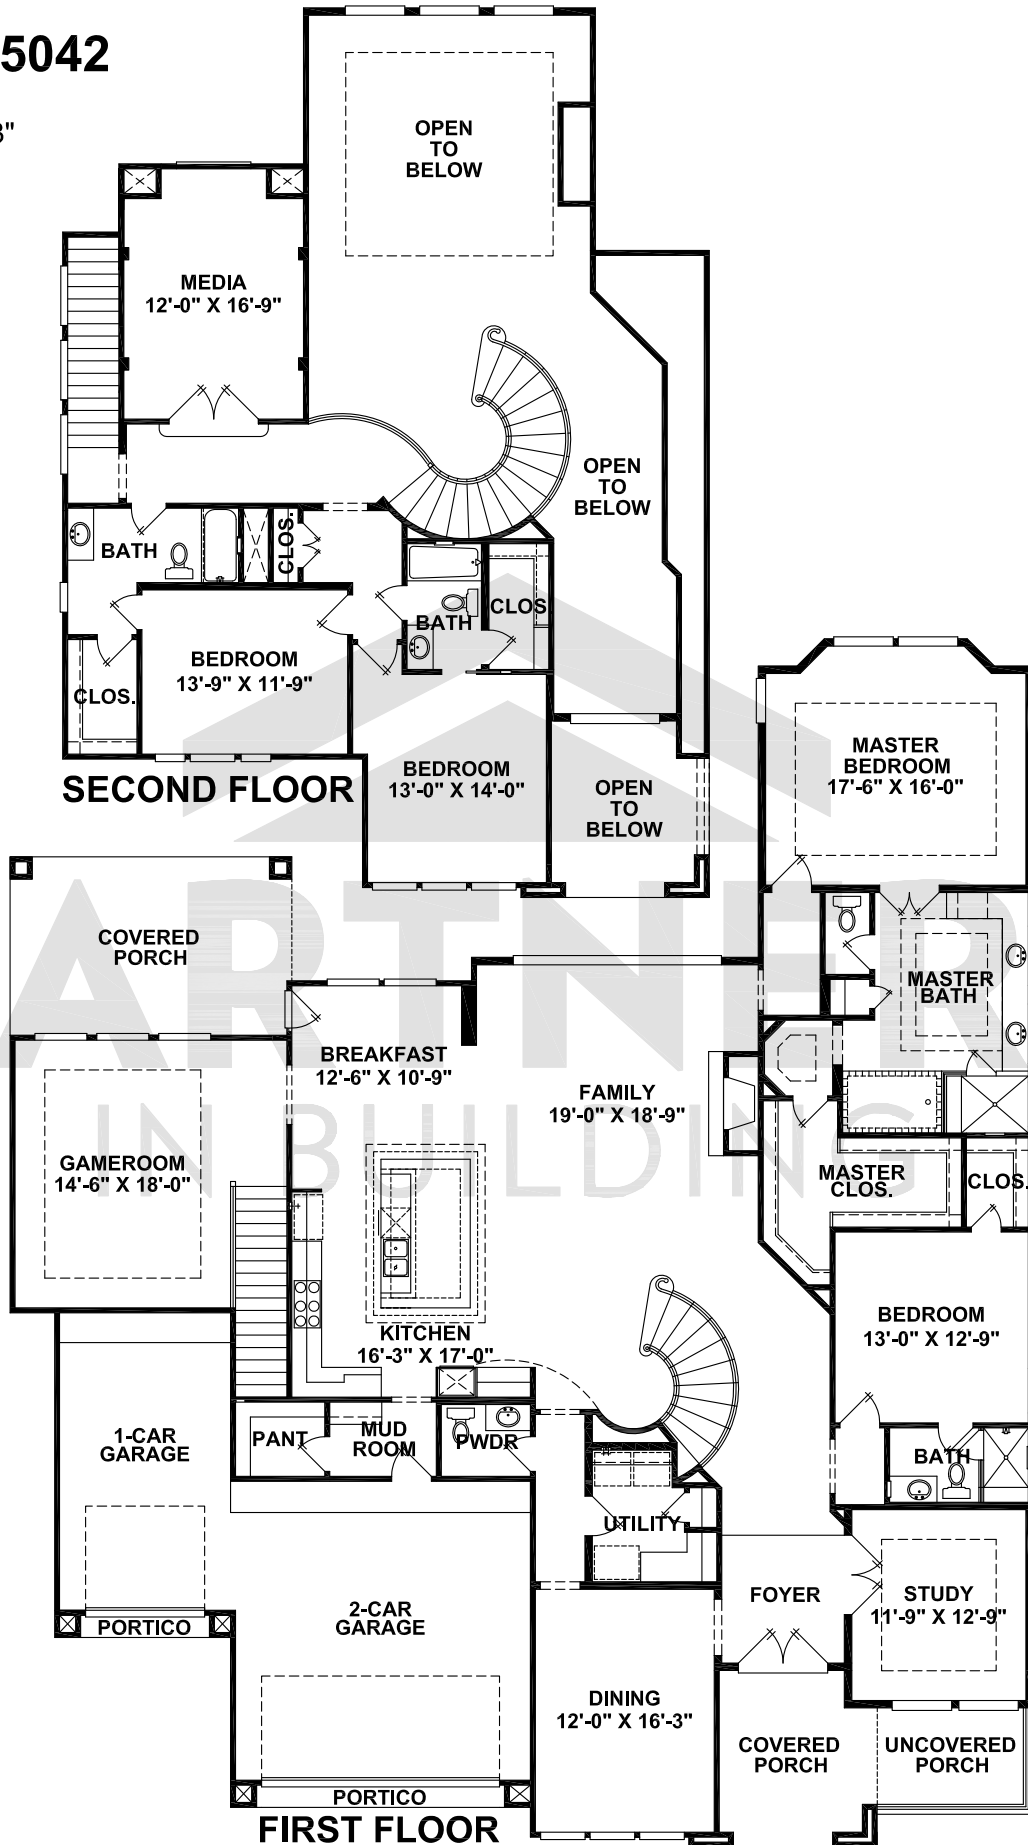 5042
8"
OPEN
TO
BELOW
MEDIA
12'-0" X 16'-9"
OPEN
TO
BELOW
BATH
CLOS.
BATH
CLOS
BEDROOM
13'-9" X 11'-9"
CLOS.
SECOND FLOOR
BEDROOM
13'-0" X 14'-0"
OPEN
TO
BELOW
MASTER
BEDROOM
17'-6" X 16'-0"
COVERED
PORCH
MASTER
BATH
BREAKFAST
12'-6" X 10'-9"
FAMILY
19'-0" X 18'-9"
GAMEROOM
14'-6" X 18'-0"
MASTER
CLOS.
CLOS.
KITCHEN
16'-3" X 17'-0"
BEDROOM
13'-0" X 12'-9"
1-CAR
GARAGE
PANT
MUD
ROOM
PWDR
BATH
UTILITY
PORTICO
2-CAR
GARAGE
FOYER
STUDY
11'-9" X 12'-9"
DINING
12'-0" X 16'-3"
COVERED
PORCH
UNCOVERED
PORCH
PORTICO
FIRST FLOOR
ARTNER
IN BUILDING